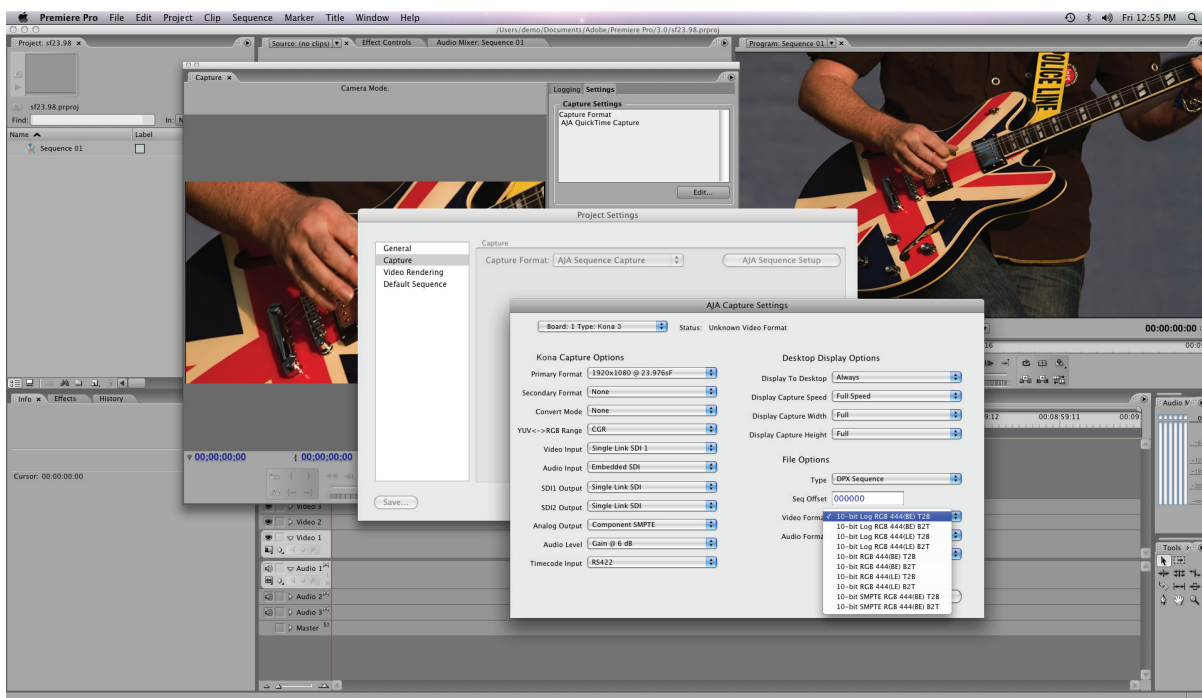 Premiere Pro File Edit Project Clip Sequence Marker Title Window Help
Fri 12:55 PM
/Users/demo/Documents/Adobe/Premiere Pro/3.0/sf23.98.prproj
Project: sf23.98
Source: (no clips)
Effect Controls
Audio Mixer: Sequence 01
Program: Sequence 01
sf23.98.prproj
Find:
In:
Name
Label
Sequence 01
Capture
Camera Mode.
Logging
Settings
Capture Settings
Capture Format
AJA QuickTime Capture
Edit...
POLICE LINE
Project Settings
General
Capture
Video Rendering
Default Sequence
Capture
Capture Format: AJA Sequence Capture
AJA Sequence Setup
Save...
AJA Capture Settings
Board: 1 Type: Kona 3
Status: Unknown Video Format
Kona Capture Options
Primary Format 1920x1080 @ 23.976sF
Secondary Format None
Convert Mode None
YUV<->RGB Range CGR
Video Input Single Link SDI 1
Audio Input Embedded SDI
SDI1 Output Single Link SDI
SDI2 Output Single Link SDI
Analog Output Component SMPTE
Audio Level Gain @ 6 dB
Timecode Input RS422
Desktop Display Options
Display To Desktop Always
Display Capture Speed Full Speed
Display Capture Width Full
Display Capture Height Full
File Options
Type DPX Sequence
Seq Offset 000000
Video Forma
Audio Forma
10-bit Log RGB 444(BE) T2B
10-bit Log RGB 444(BE) B2T
10-bit Log RGB 444(LE) T2B
10-bit Log RGB 444(LE) B2T
10-bit RGB 444(BE) T2B
10-bit RGB 444(BE) B2T
10-bit RGB 444(LE) T2B
10-bit RGB 444(LE) B2T
10-bit SMPTE RGB 444(BE) T2B
10-bit SMPTE RGB 444(BE) B2T
00:00:00:00
00;00;00;00
{ 00;00;00;00
9:12
00:08:59:11
00:09
Info
Effects
History
Cursor: 00:00:00:00
Video 3
Video 2
Video 1
Audio 1
Audio 2
Audio 3
Master
Audio M
Tools